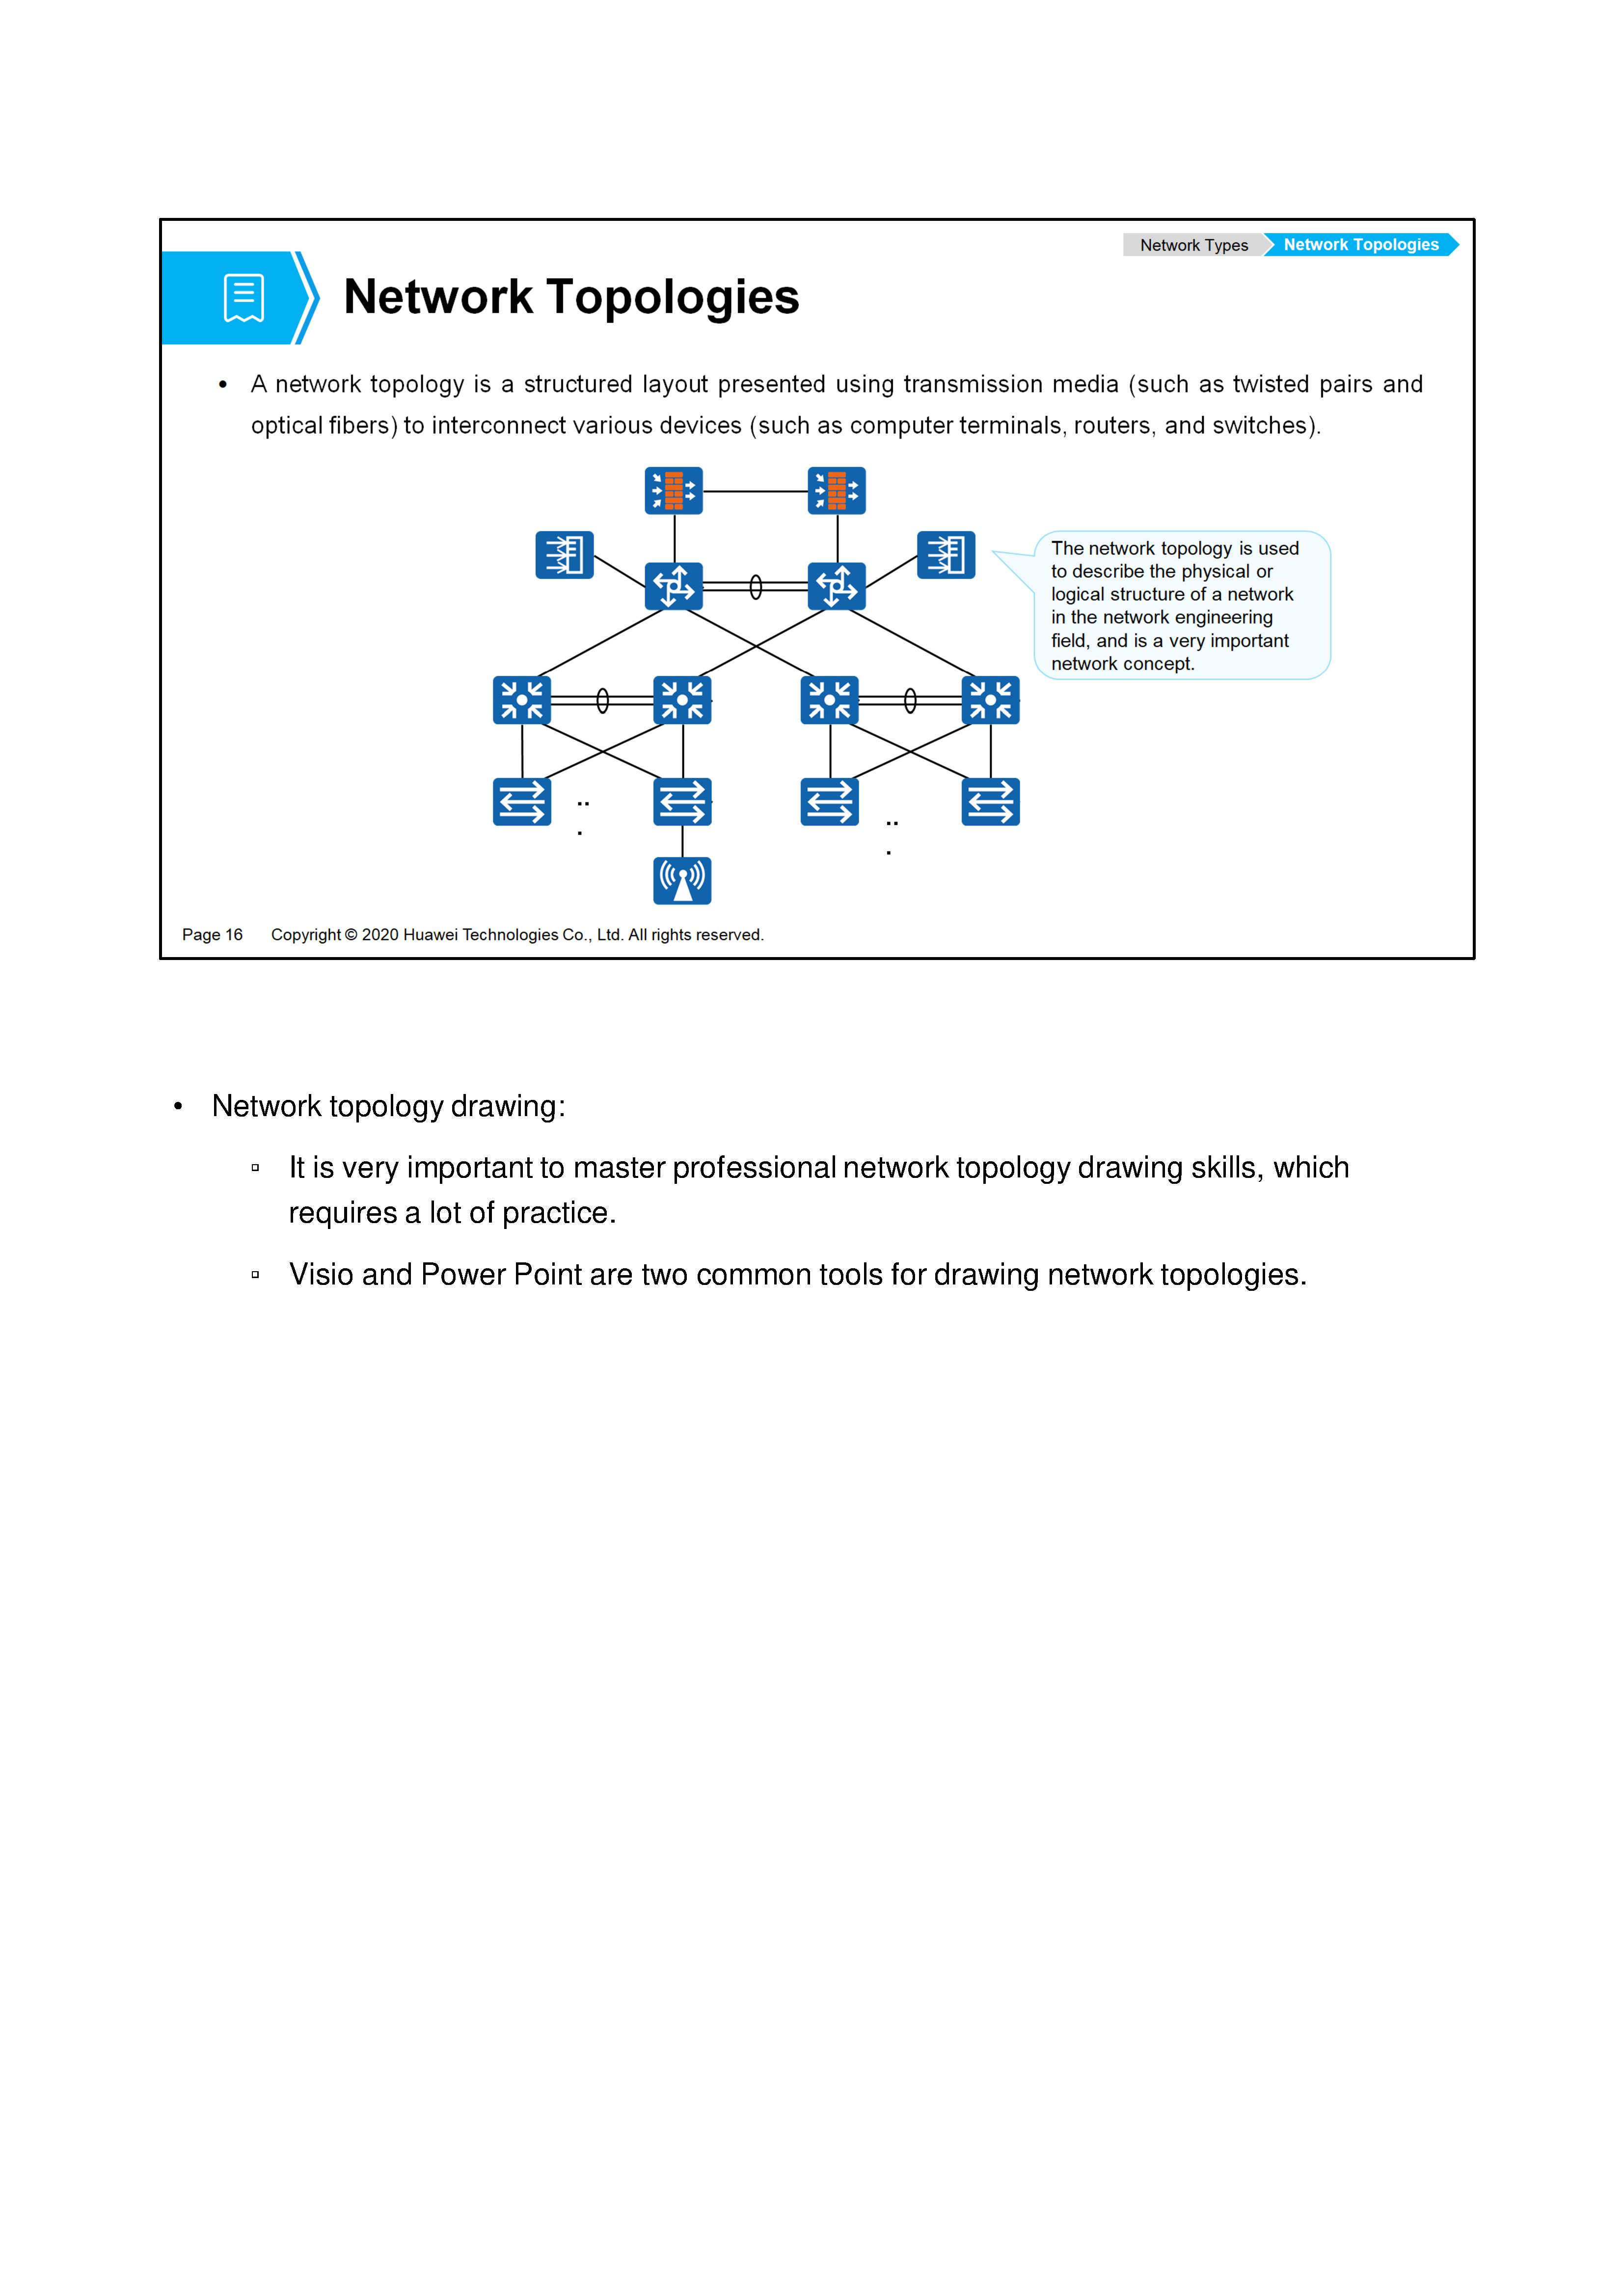 Network Types
Network Topologies
Network Topologies
• A network topology is a structured layout presented using transmission media (such as twisted pairs and
optical fibers) to interconnect various devices (such as computer terminals, routers, and switches).
The network topology is used
to describe the physical or
logical structure of a network
in the network engineering
field, and is a very important
network concept.
..
.
..
.
Page 16 Copyright © 2020 Huawei Technologies Co., Ltd. All rights reserved.
• Network topology drawing:
▫ It is very important to master professional network topology drawing skills, which
requires a lot of practice.
▫ Visio and Power Point are two common tools for drawing network topologies.